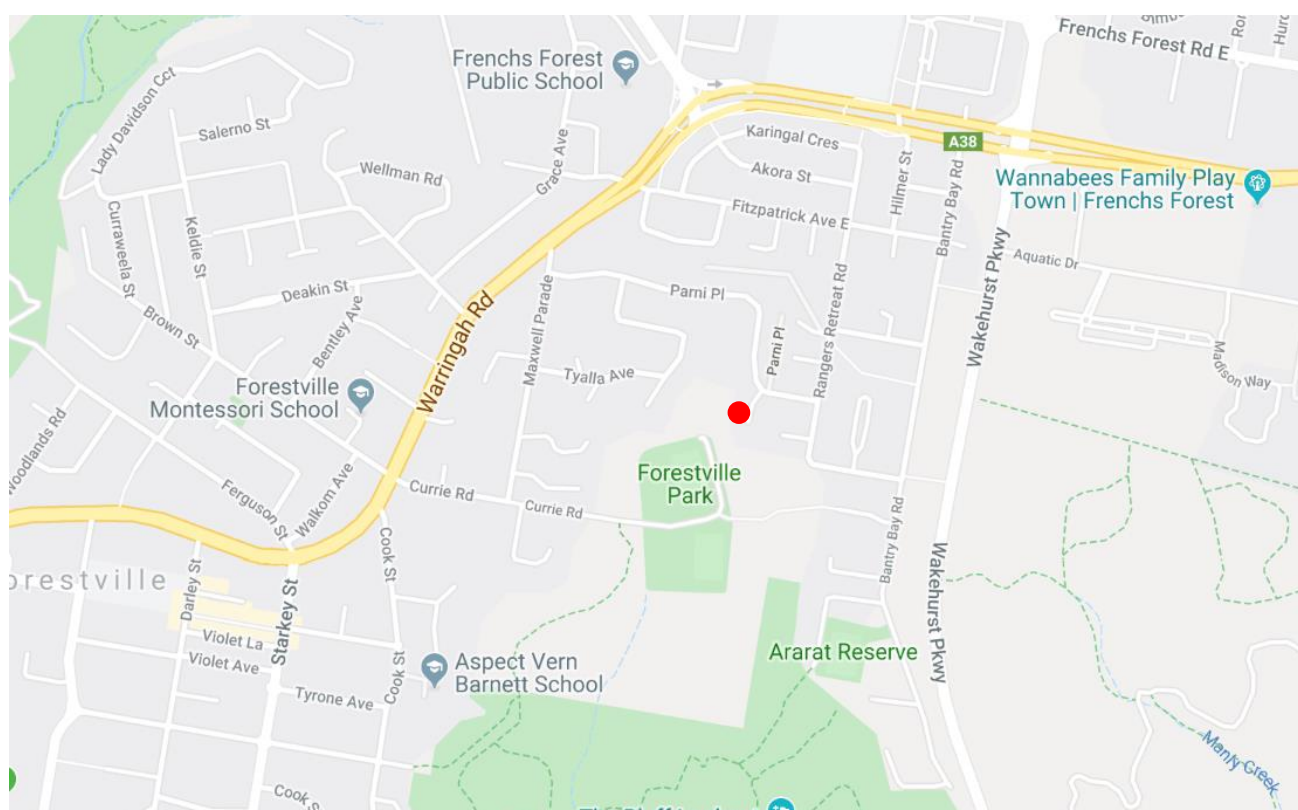 Frenchs Forest Rd E
Frenchs Forest
Public School
Lady Davidson Cct
Salerno St
Karingal Cres
A38
Wellman Rd
Grace Ave
Akora St
Hilmer St
Bantry Bay Rd
Wannabees Family Play
Town | Frenchs Forest
Curraweela St
Keldie St
Fitzpatrick Ave E
Wakehurst Pkwy
Aquatic Dr
Deakin St
Parni Pl
Rangers Retreat Rd
Brown St
Bentley Ave
Warringah Rd
Maxwell Parade
Parni Pl
Madison Way
Tyalla Ave
Forestville
Montessori School
Woodlands Rd
Forestville
Park
Ferguson St
Walkom Ave
Currie Rd
Currie Rd
Bantry Bay Rd
Cook St
Wakehurst Pkwy
orestville
Darley St
Starkey St
Violet La
Violet Ave
Ararat Reserve
Aspect Vern
Barnett School
Cook St
Tyrone Ave
Manly Creek
Cook S